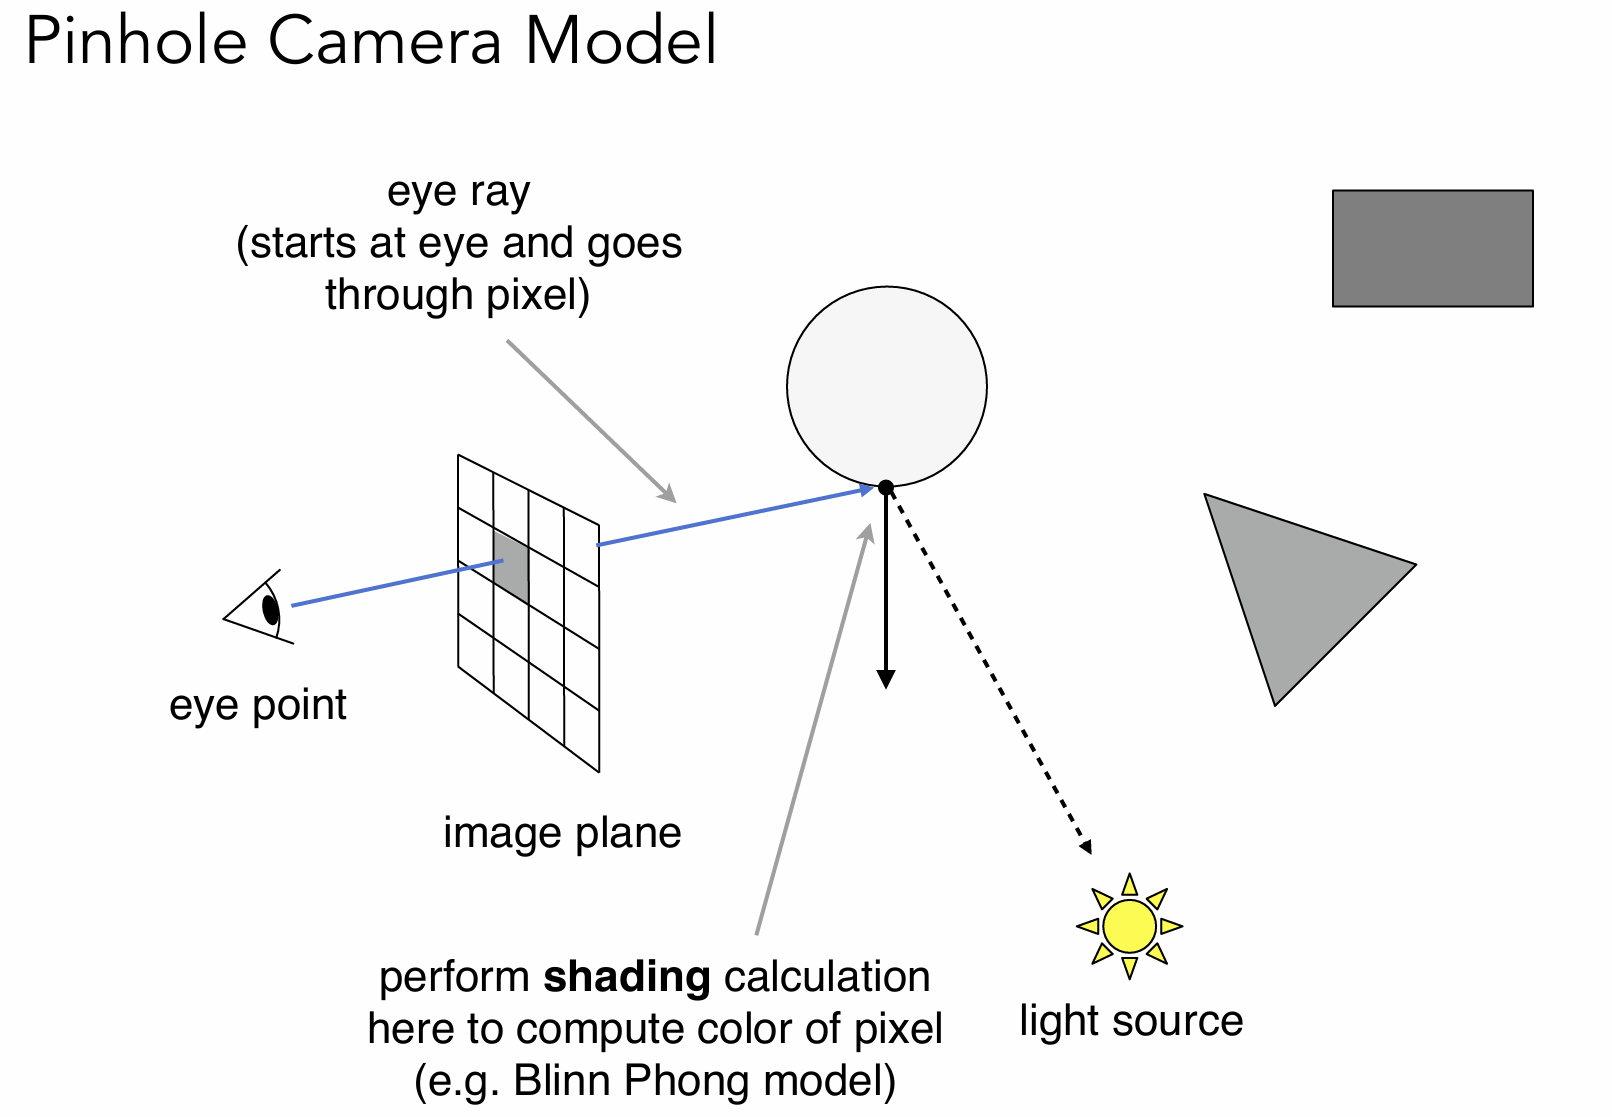 Pinhole Camera Model
eye ray
(starts at eye and goes
through pixel)
eye point
image plane
perform shading calculation
here to compute color of pixel
(e.g. Blinn Phong model)
light source